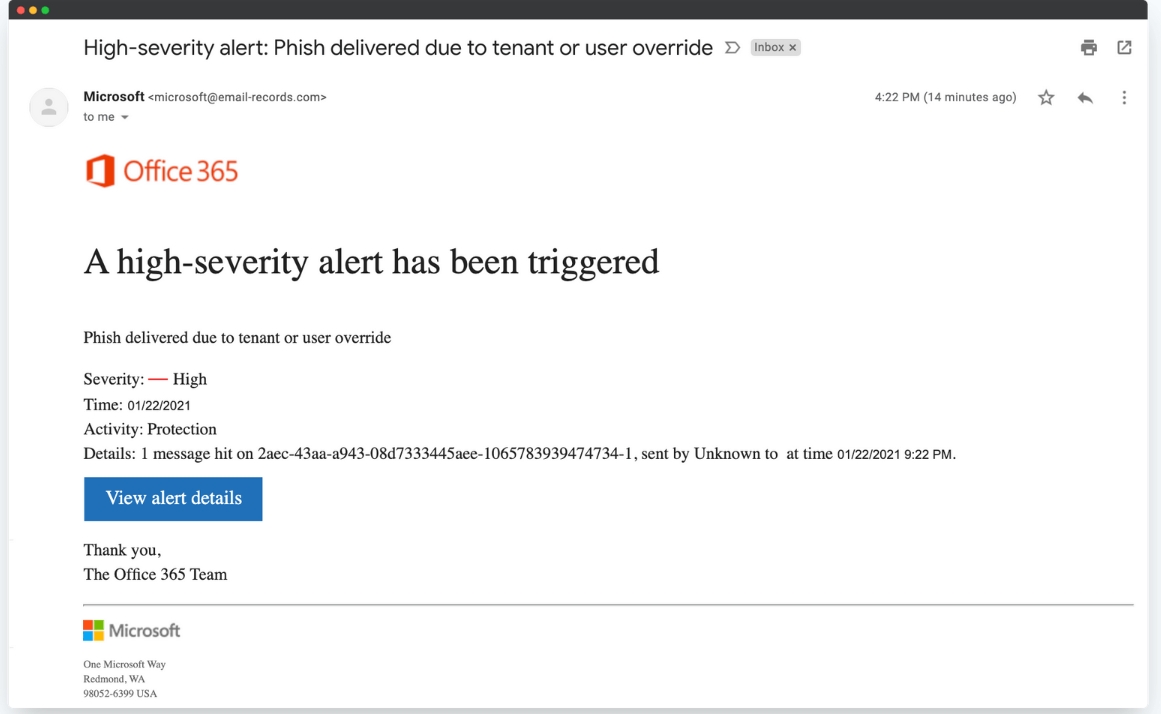 High-severity alert: Phish delivered due to tenant or user override Inbox ×
Microsoft <microsoft@email-records.com> 4:22 PM (14 minutes ago)
to me
Office 365
A high-severity alert has been triggered
Phish delivered due to tenant or user override
Severity: — High
Time: 01/22/2021
Activity: Protection
Details: 1 message hit on 2aec-43aa-a943-08d7333445aee-1065783939474734-1, sent by Unknown to  at time 01/22/2021 9:22 PM.
View alert details
Thank you,
The Office 365 Team
Microsoft
One Microsoft Way
Redmond, WA
98052-6399 USA